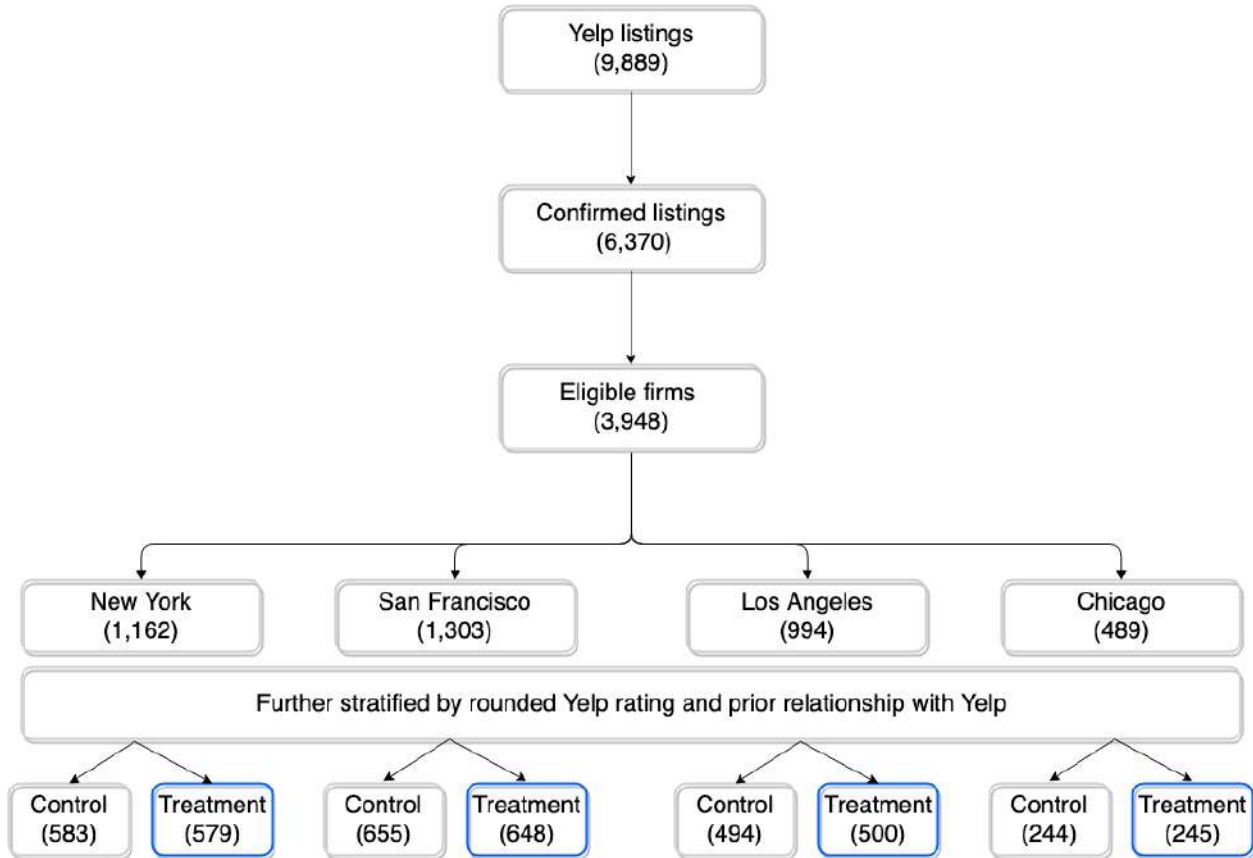 Yelp listings
(9,889)
Confirmed listings
(6,370)
Eligible firms
(3,948)
New York
(1,162)
San Francisco
(1,303)
Los Angeles
(994)
Chicago
(489)
Further stratified by rounded Yelp rating and prior relationship with Yelp
Control
(583)
Treatment
(579)
Control
(655)
Treatment
(648)
Control
(494)
Treatment
(500)
Control
(244)
Treatment
(245)